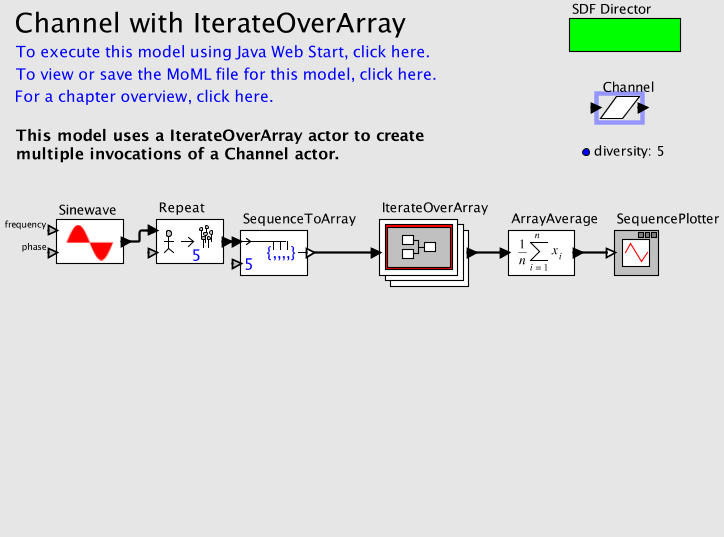 Channel with IterateOverArray
SDF Director
To execute this model using Java Web Start, click here.
To view or save the MoML file for this model, click here.
For a chapter overview, click here.
Channel
This model uses a IterateOverArray actor to create
multiple invocations of a Channel actor.
diversity: 5
Sinewave
Repeat
SequenceToArray
IterateOverArray
ArrayAverage
SequencePlotter
frequency
phase
5
5
{,,,,}
1
n
n
∑
i = 1
x i